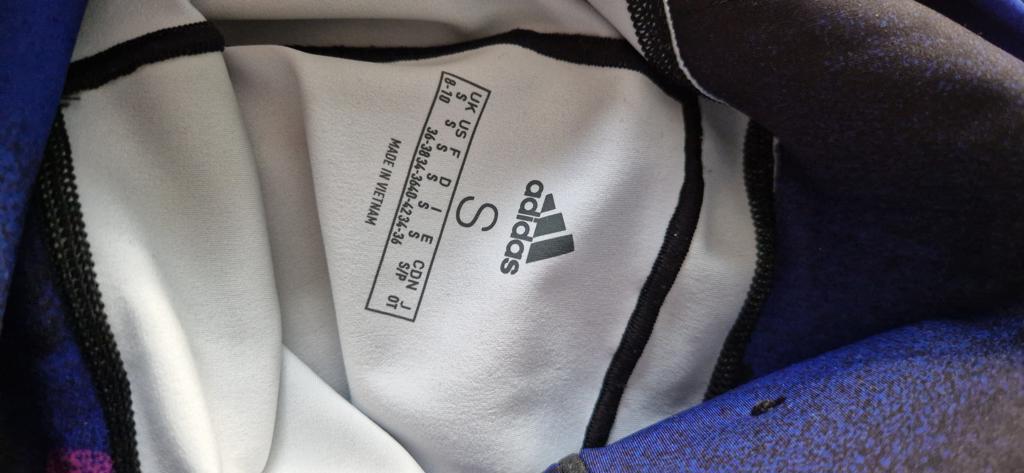 adidas
S
UK US F D I E CDN J
S S S S S S S/P OT
8-10 36-38 34-36 40-42 34-36
MADE IN VIETNAM